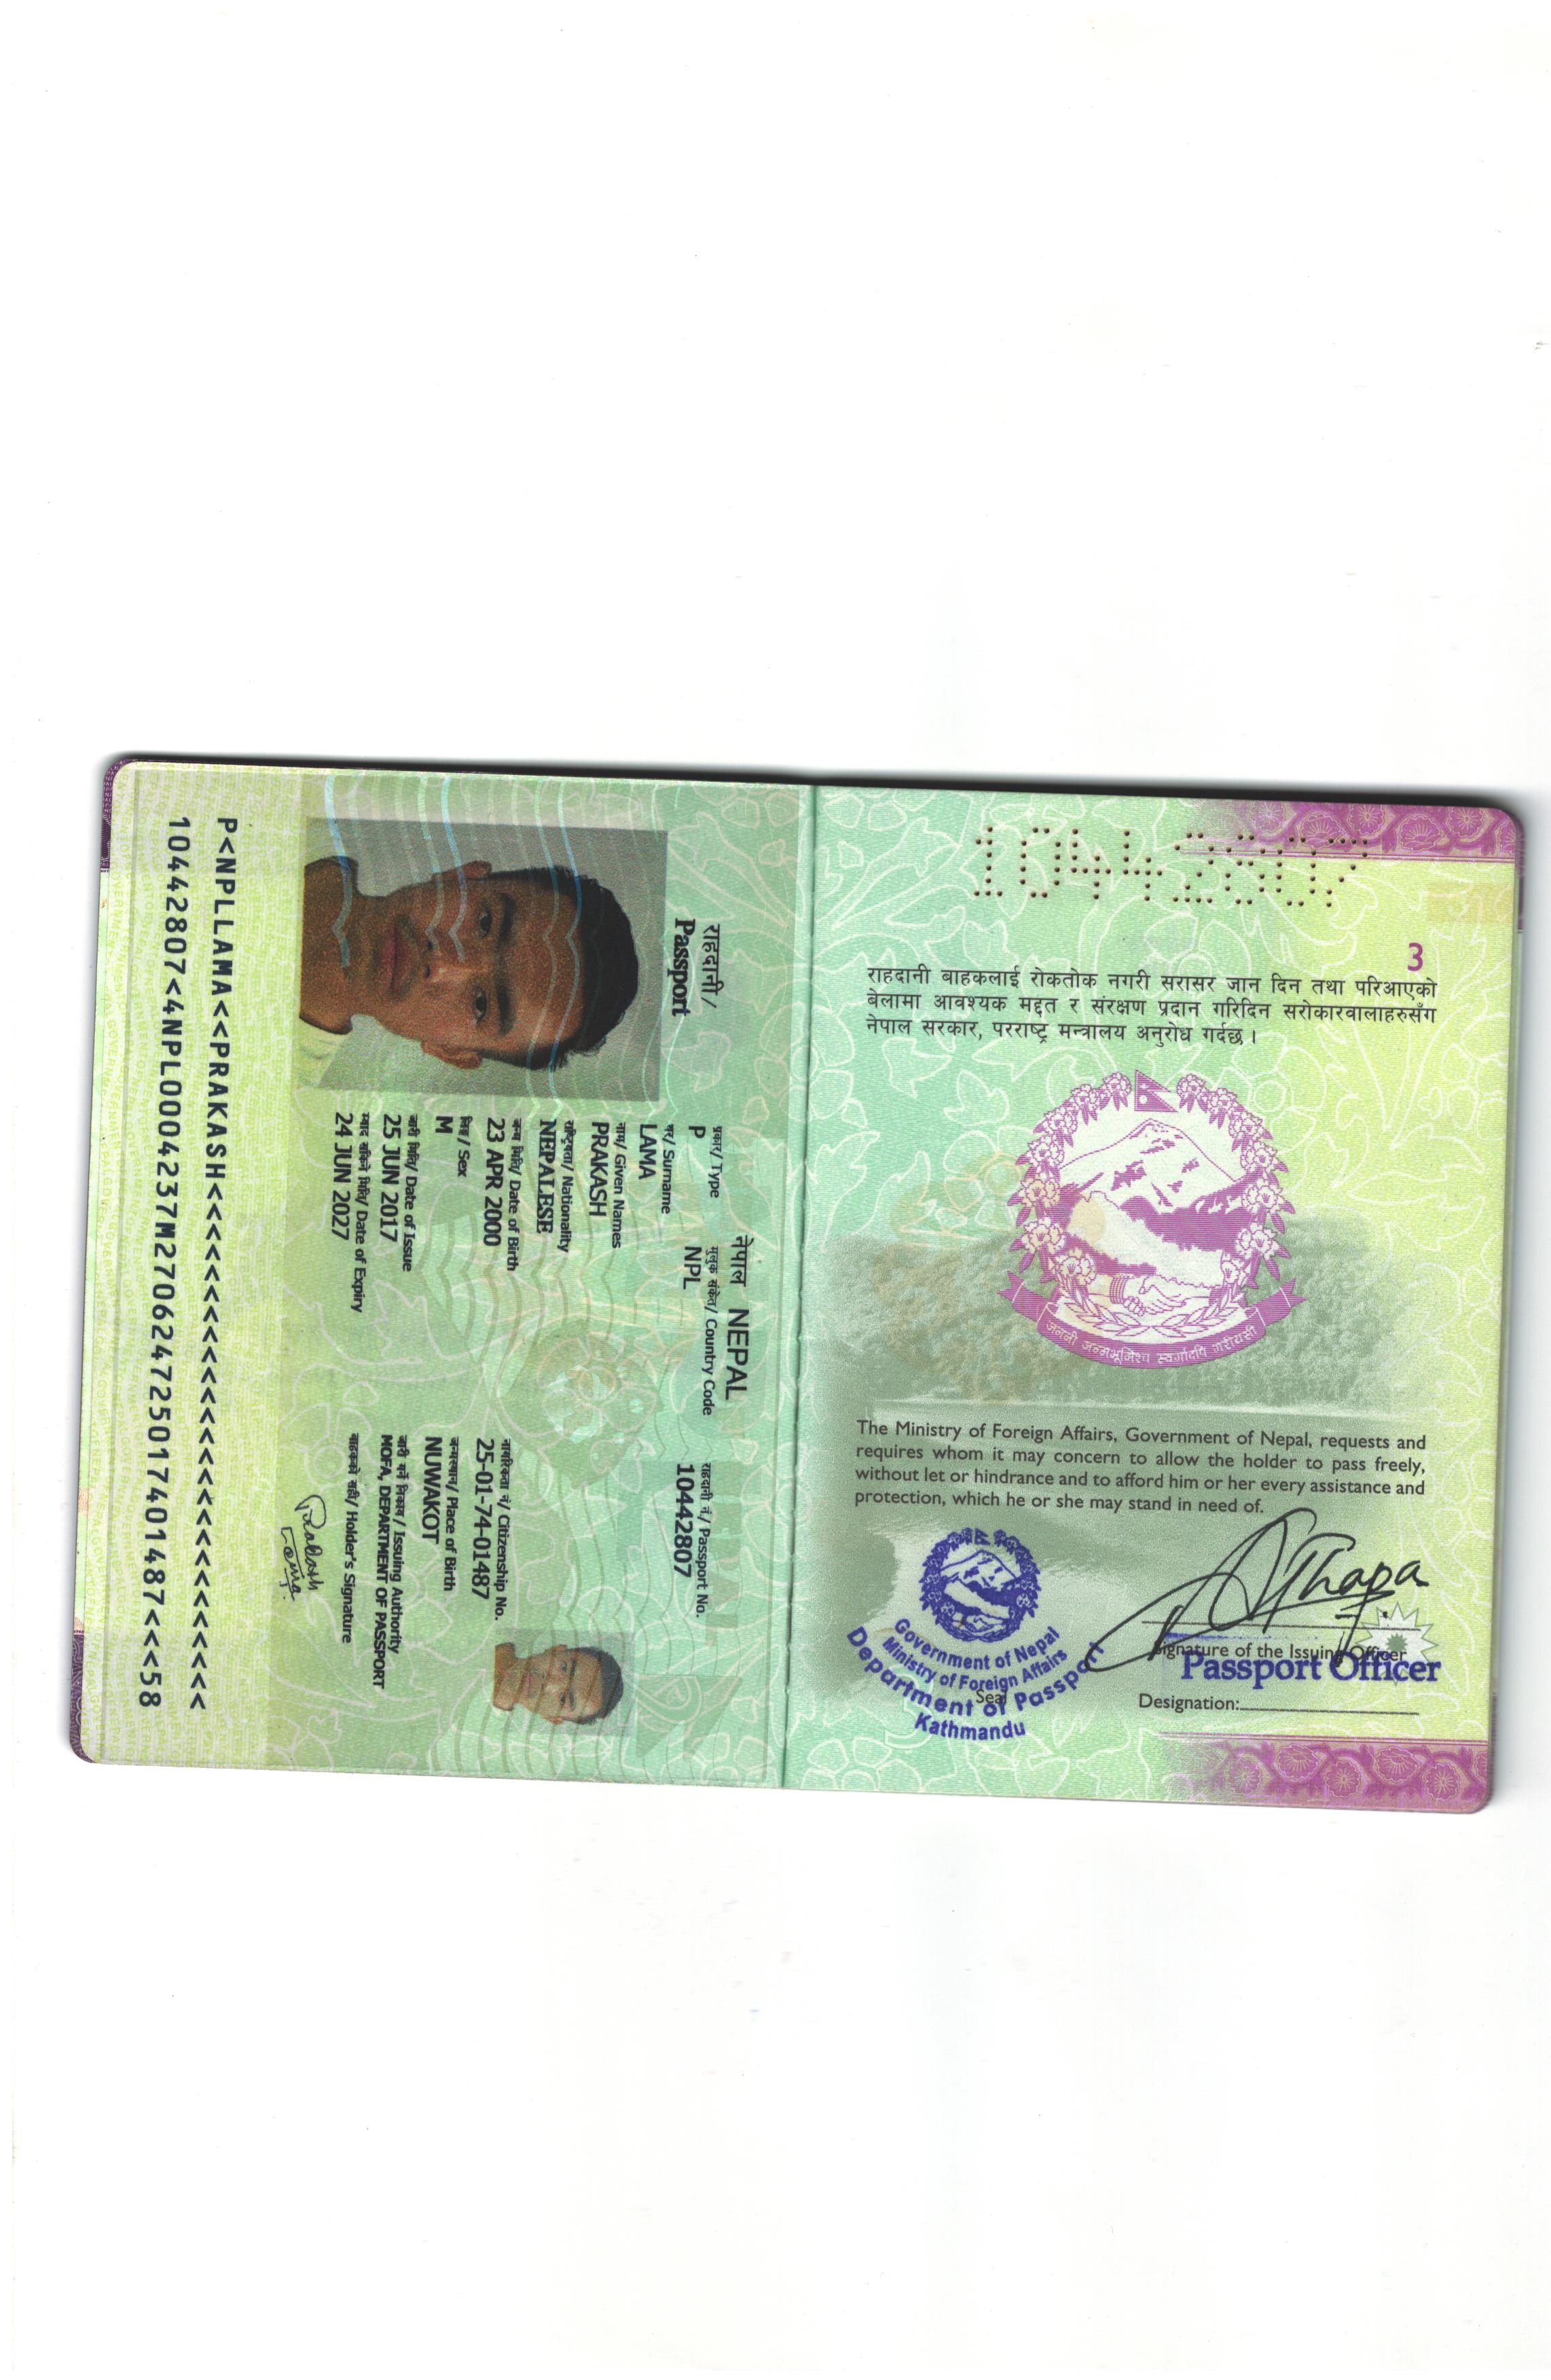 10442807
3
राहदानी बाहकलाई रोकतोक नगरी सरासर जान दिन तथा परिआएको
बेलामा आवश्यक मद्दत र संरक्षण प्रदान गरिदिन सरोकारवालाहरुसँग
नेपाल सरकार, परराष्ट्र मन्त्रालय अनुरोध गर्दछ ।
जननी जन्मभूमिश्च स्वर्गादपि गरीयसी
The Ministry of Foreign Affairs, Government of Nepal, requests and
requires whom it may concern to allow the holder to pass freely,
without let or hindrance and to afford him or her every assistance and
protection, which he or she may stand in need of.
Thapa
Signature of the Issuing Officer
Passport Officer
Designation:
Government of Nepal
Ministry of Foreign Affairs
Department of Passport
Seal
Kathmandu
राहदानी /
Passport
नेपाल NEPAL
प्रकार/ Type
मुलुक संकेत/ Country Code
राहदानी नं./ Passport No.
P
NPL
10442807
थर/ Surname
LAMA
नाम/ Given Names
PRAKASH
राष्ट्रियता/ Nationality
NEPALESE
जन्म मिति/ Date of Birth
नागरिकता नं/ Citizenship No.
23 APR 2000
25-01-74-01487
लिङ्ग/ Sex
जन्मस्थान/ Place of Birth
M
NUWAKOT
जारी मिति/ Date of Issue
जारी गर्ने निकाय/ Issuing Authority
25 JUN 2017
MOFA, DEPARTMENT OF PASSPORT
म्याद सकिने मिति/ Date of Expiry
वाहकको सही/ Holder's Signature
24 JUN 2027
Prakash
Lama
P<NPLLAMA<<PRAKASH<<<<<<<<<<<<<<<<<<<<<<<<<<
10442807<4NPL0004237M270624725017401487<<<58